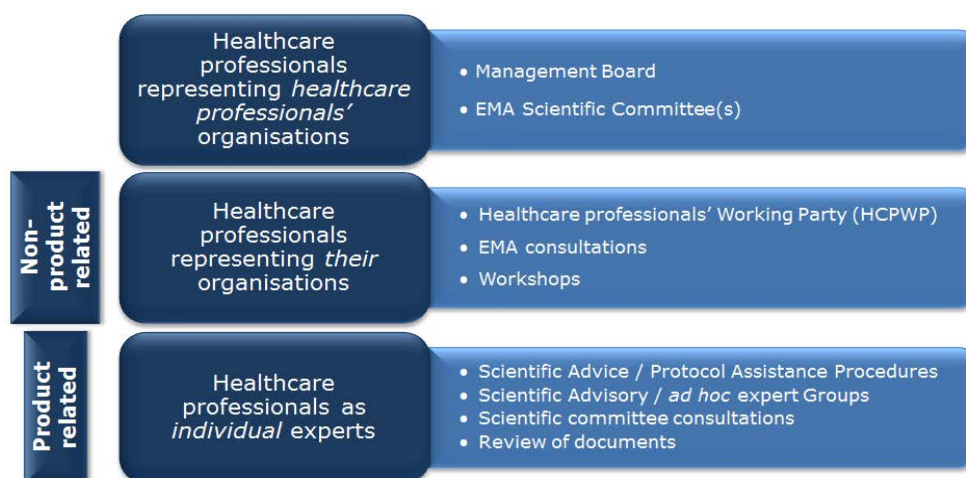 Healthcare
professionals
representing healthcare
professionals’
organisations
• Management Board
• EMA Scientific Committee(s)
Non-
product
related
Healthcare
professionals
representing their
organisations
• Healthcare professionals’ Working Party (HCPWP)
• EMA consultations
• Workshops
Product
related
Healthcare
professionals as
individual experts
• Scientific Advice / Protocol Assistance Procedures
• Scientific Advisory / ad hoc expert Groups
• Scientific committee consultations
• Review of documents